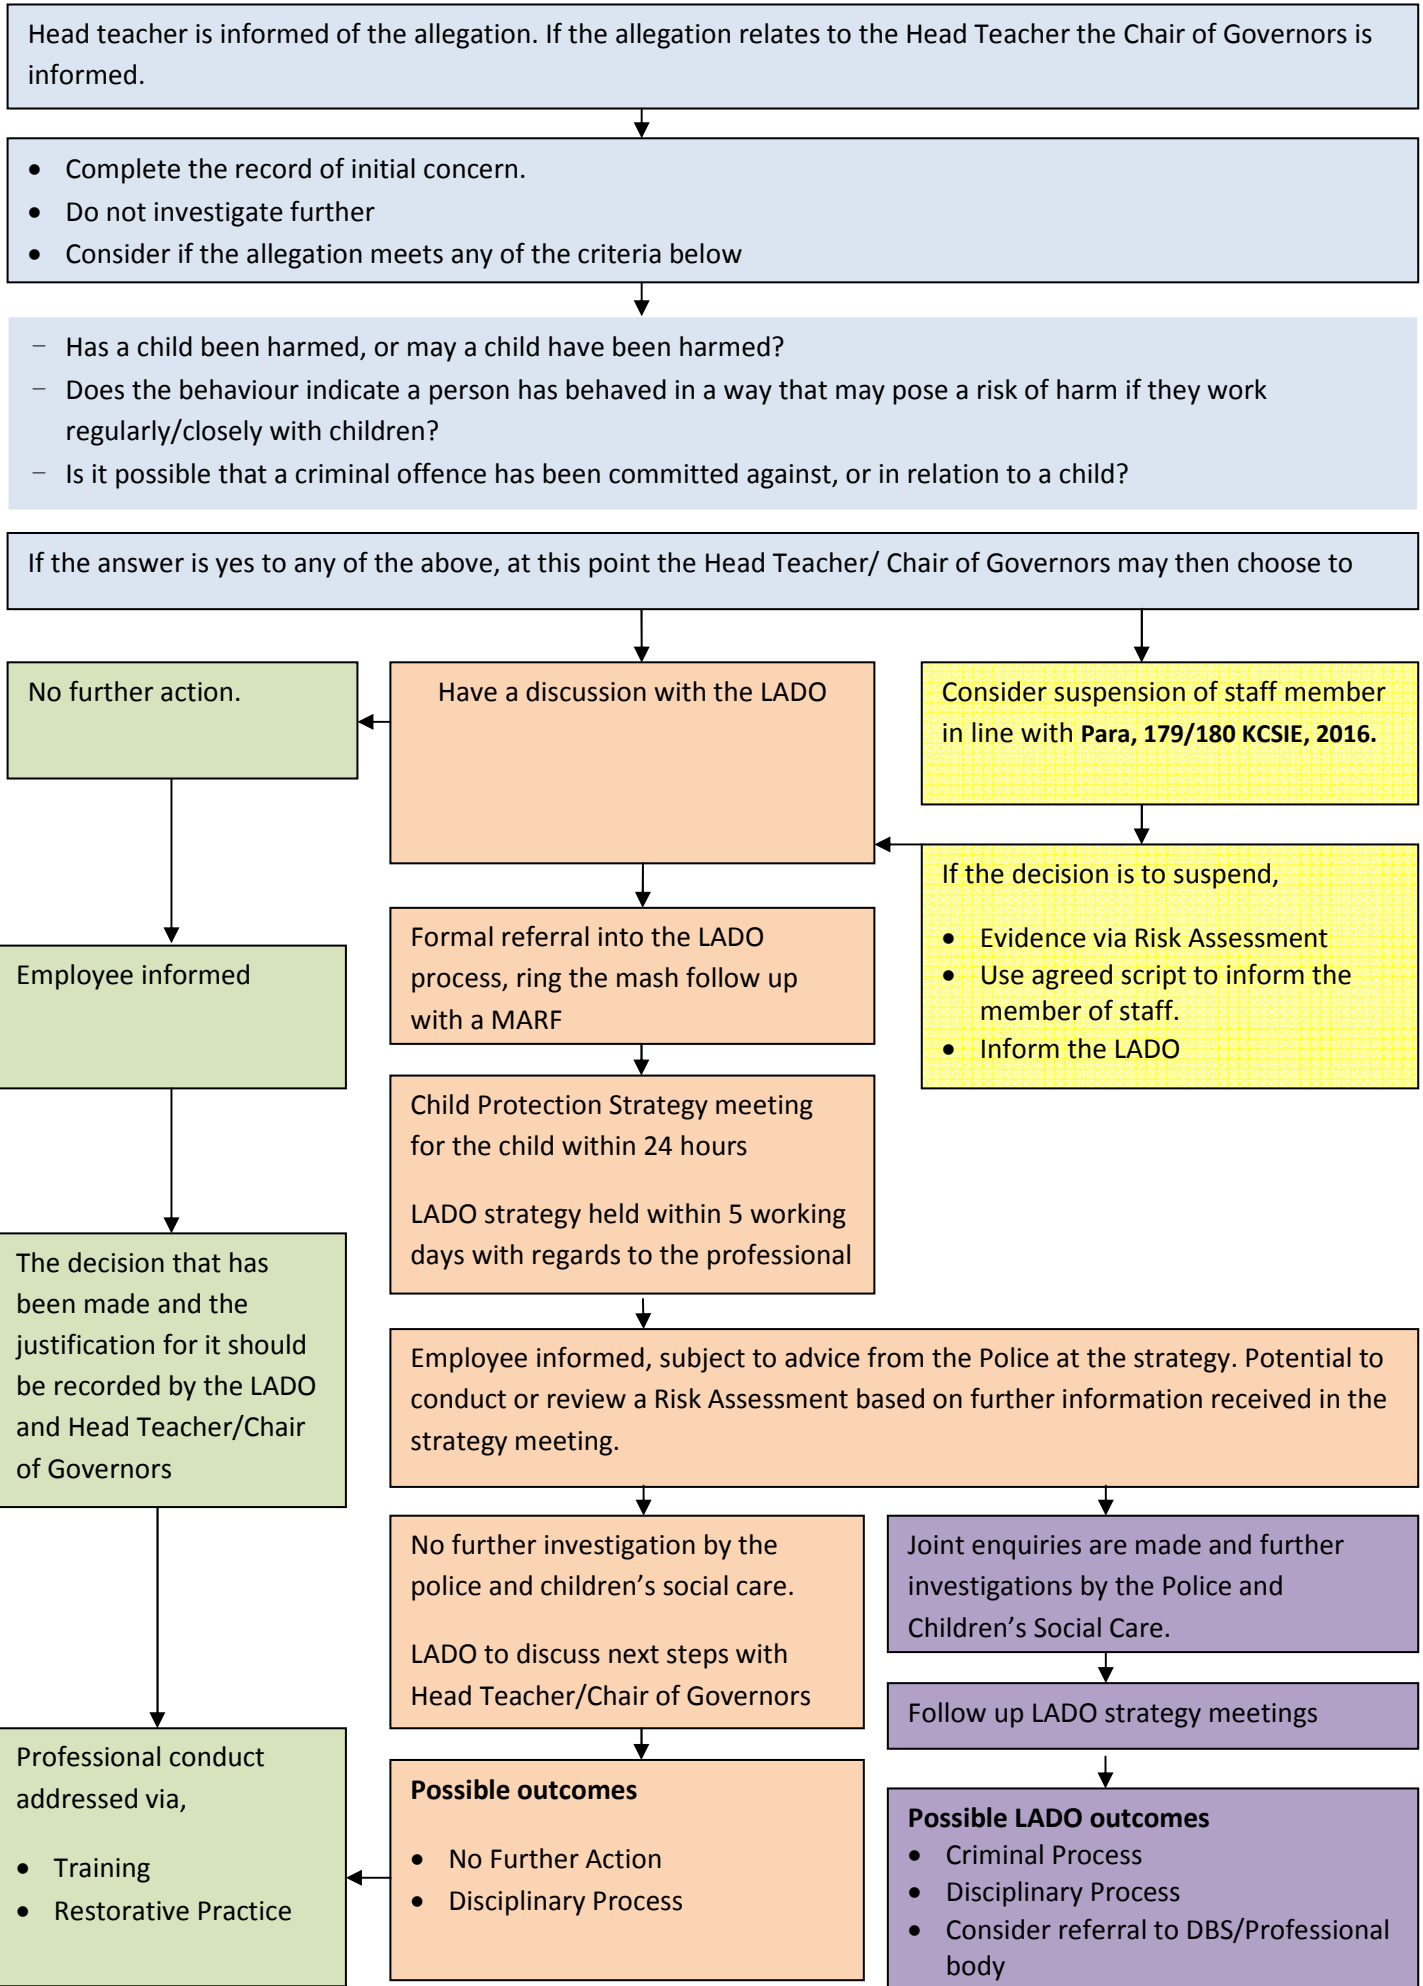 Head teacher is informed of the allegation. If the allegation relates to the Head Teacher the Chair of Governors is
informed.
• Complete the record of initial concern.
• Do not investigate further
• Consider if the allegation meets any of the criteria below
− Has a child been harmed, or may a child have been harmed?
− Does the behaviour indicate a person has behaved in a way that may pose a risk of harm if they work
regularly/closely with children?
− Is it possible that a criminal offence has been committed against, or in relation to a child?
If the answer is yes to any of the above, at this point the Head Teacher/ Chair of Governors may then choose to
No further action.
Have a discussion with the LADO
Consider suspension of staff member
in line with Para, 179/180 KCSIE, 2016.
If the decision is to suspend,
• Evidence via Risk Assessment
• Use agreed script to inform the
member of staff.
• Inform the LADO
Formal referral into the LADO
process, ring the mash follow up
with a MARF
Employee informed
Child Protection Strategy meeting
for the child within 24 hours
LADO strategy held within 5 working
days with regards to the professional
The decision that has
been made and the
justification for it should
be recorded by the LADO
and Head Teacher/Chair
of Governors
Employee informed, subject to advice from the Police at the strategy. Potential to
conduct or review a Risk Assessment based on further information received in the
strategy meeting.
No further investigation by the
police and children’s social care.
LADO to discuss next steps with
Head Teacher/Chair of Governors
Joint enquiries are made and further
investigations by the Police and
Children’s Social Care.
Follow up LADO strategy meetings
Professional conduct
addressed via,
• Training
• Restorative Practice
Possible outcomes
• No Further Action
• Disciplinary Process
Possible LADO outcomes
• Criminal Process
• Disciplinary Process
• Consider referral to DBS/Professional
body